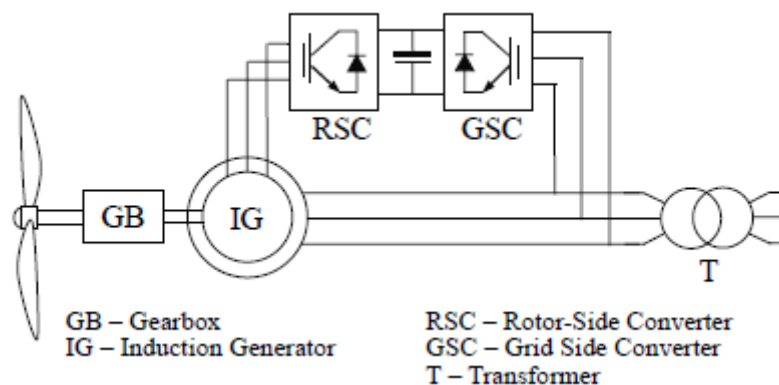 RSC
GSC
GB
IG
T
GB – Gearbox
IG – Induction Generator
RSC – Rotor-Side Converter
GSC – Grid Side Converter
T – Transformer